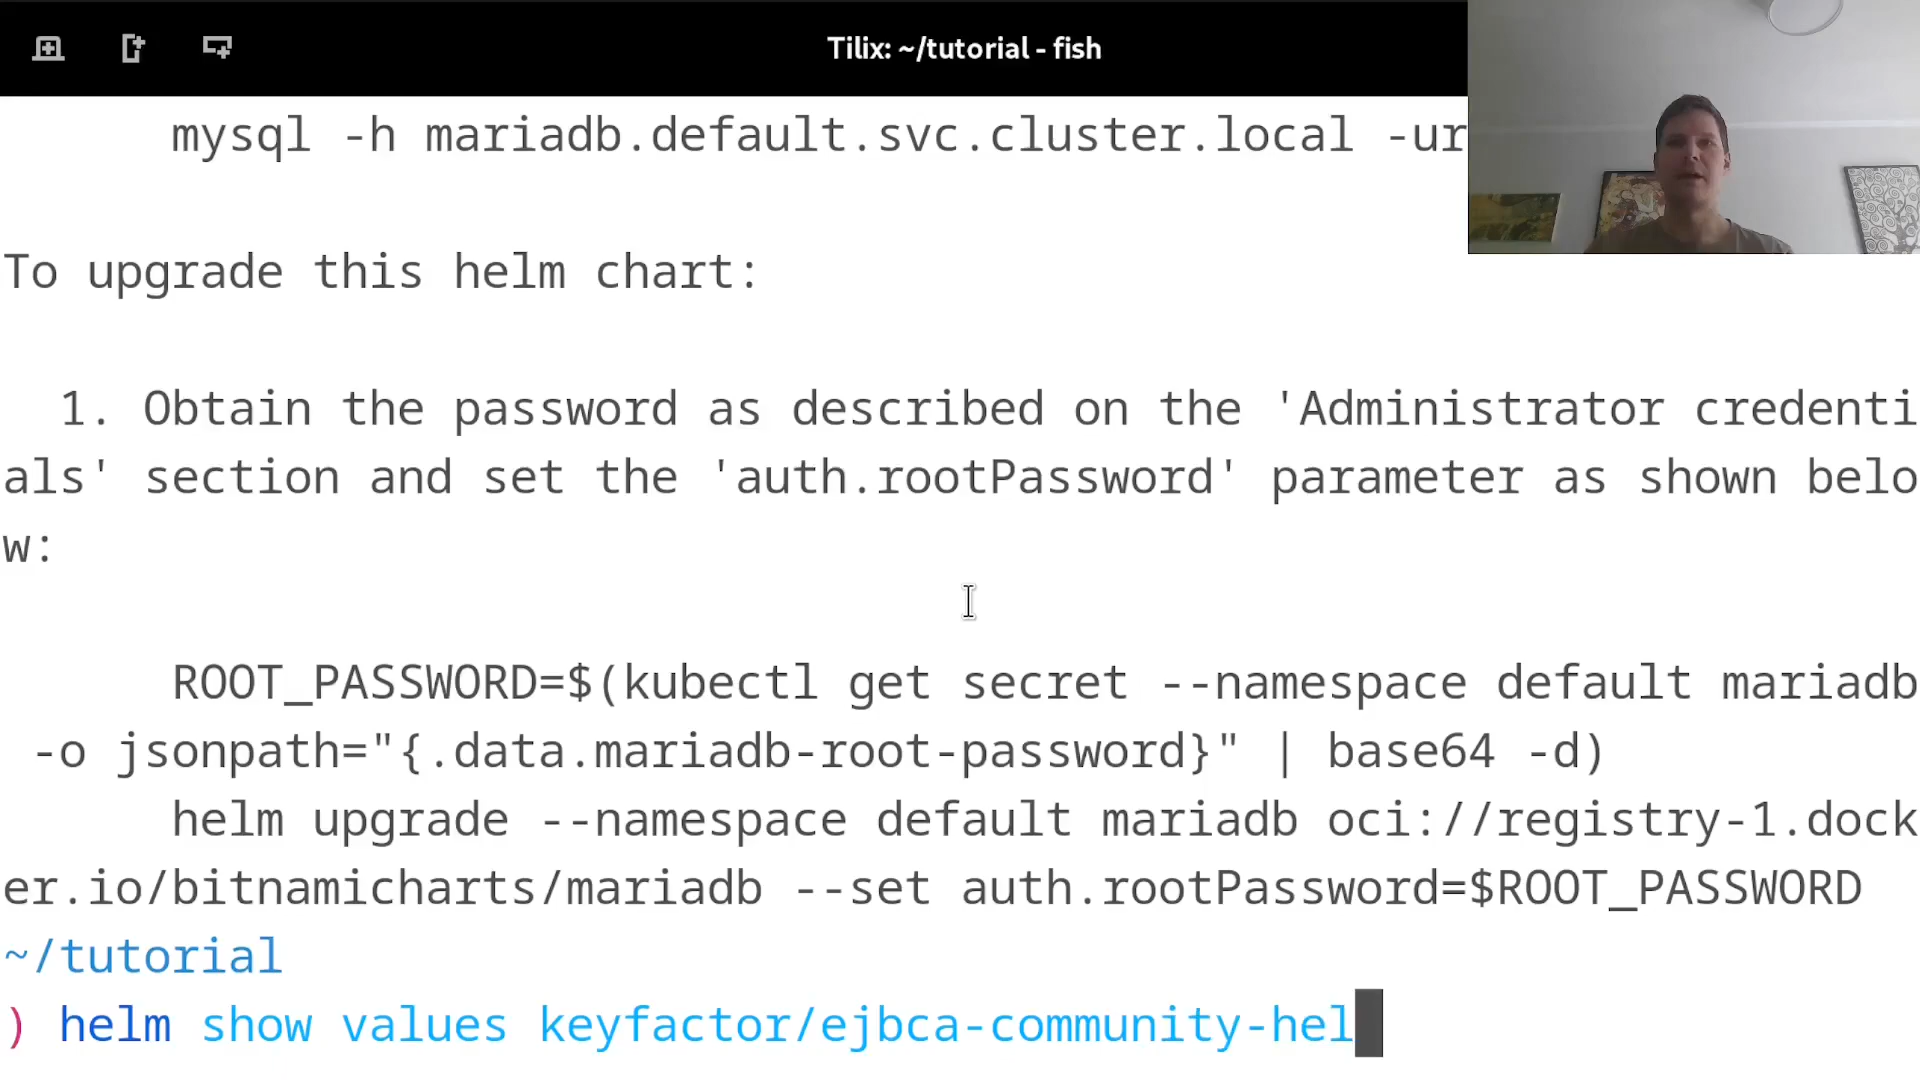 Tilix: ~/tutorial - fish
mysql -h mariadb.default.svc.cluster.local -ur
To upgrade this helm chart:
1. Obtain the password as described on the 'Administrator credenti
als' section and set the 'auth.rootPassword' parameter as shown belo
w:
ROOT_PASSWORD=$(kubectl get secret --namespace default mariadb
-o jsonpath="{.data.mariadb-root-password}" | base64 -d)
helm upgrade --namespace default mariadb oci://registry-1.dock
er.io/bitnamicharts/mariadb --set auth.rootPassword=$ROOT_PASSWORD
~/tutorial
) helm show values keyfactor/ejbca-community-hel